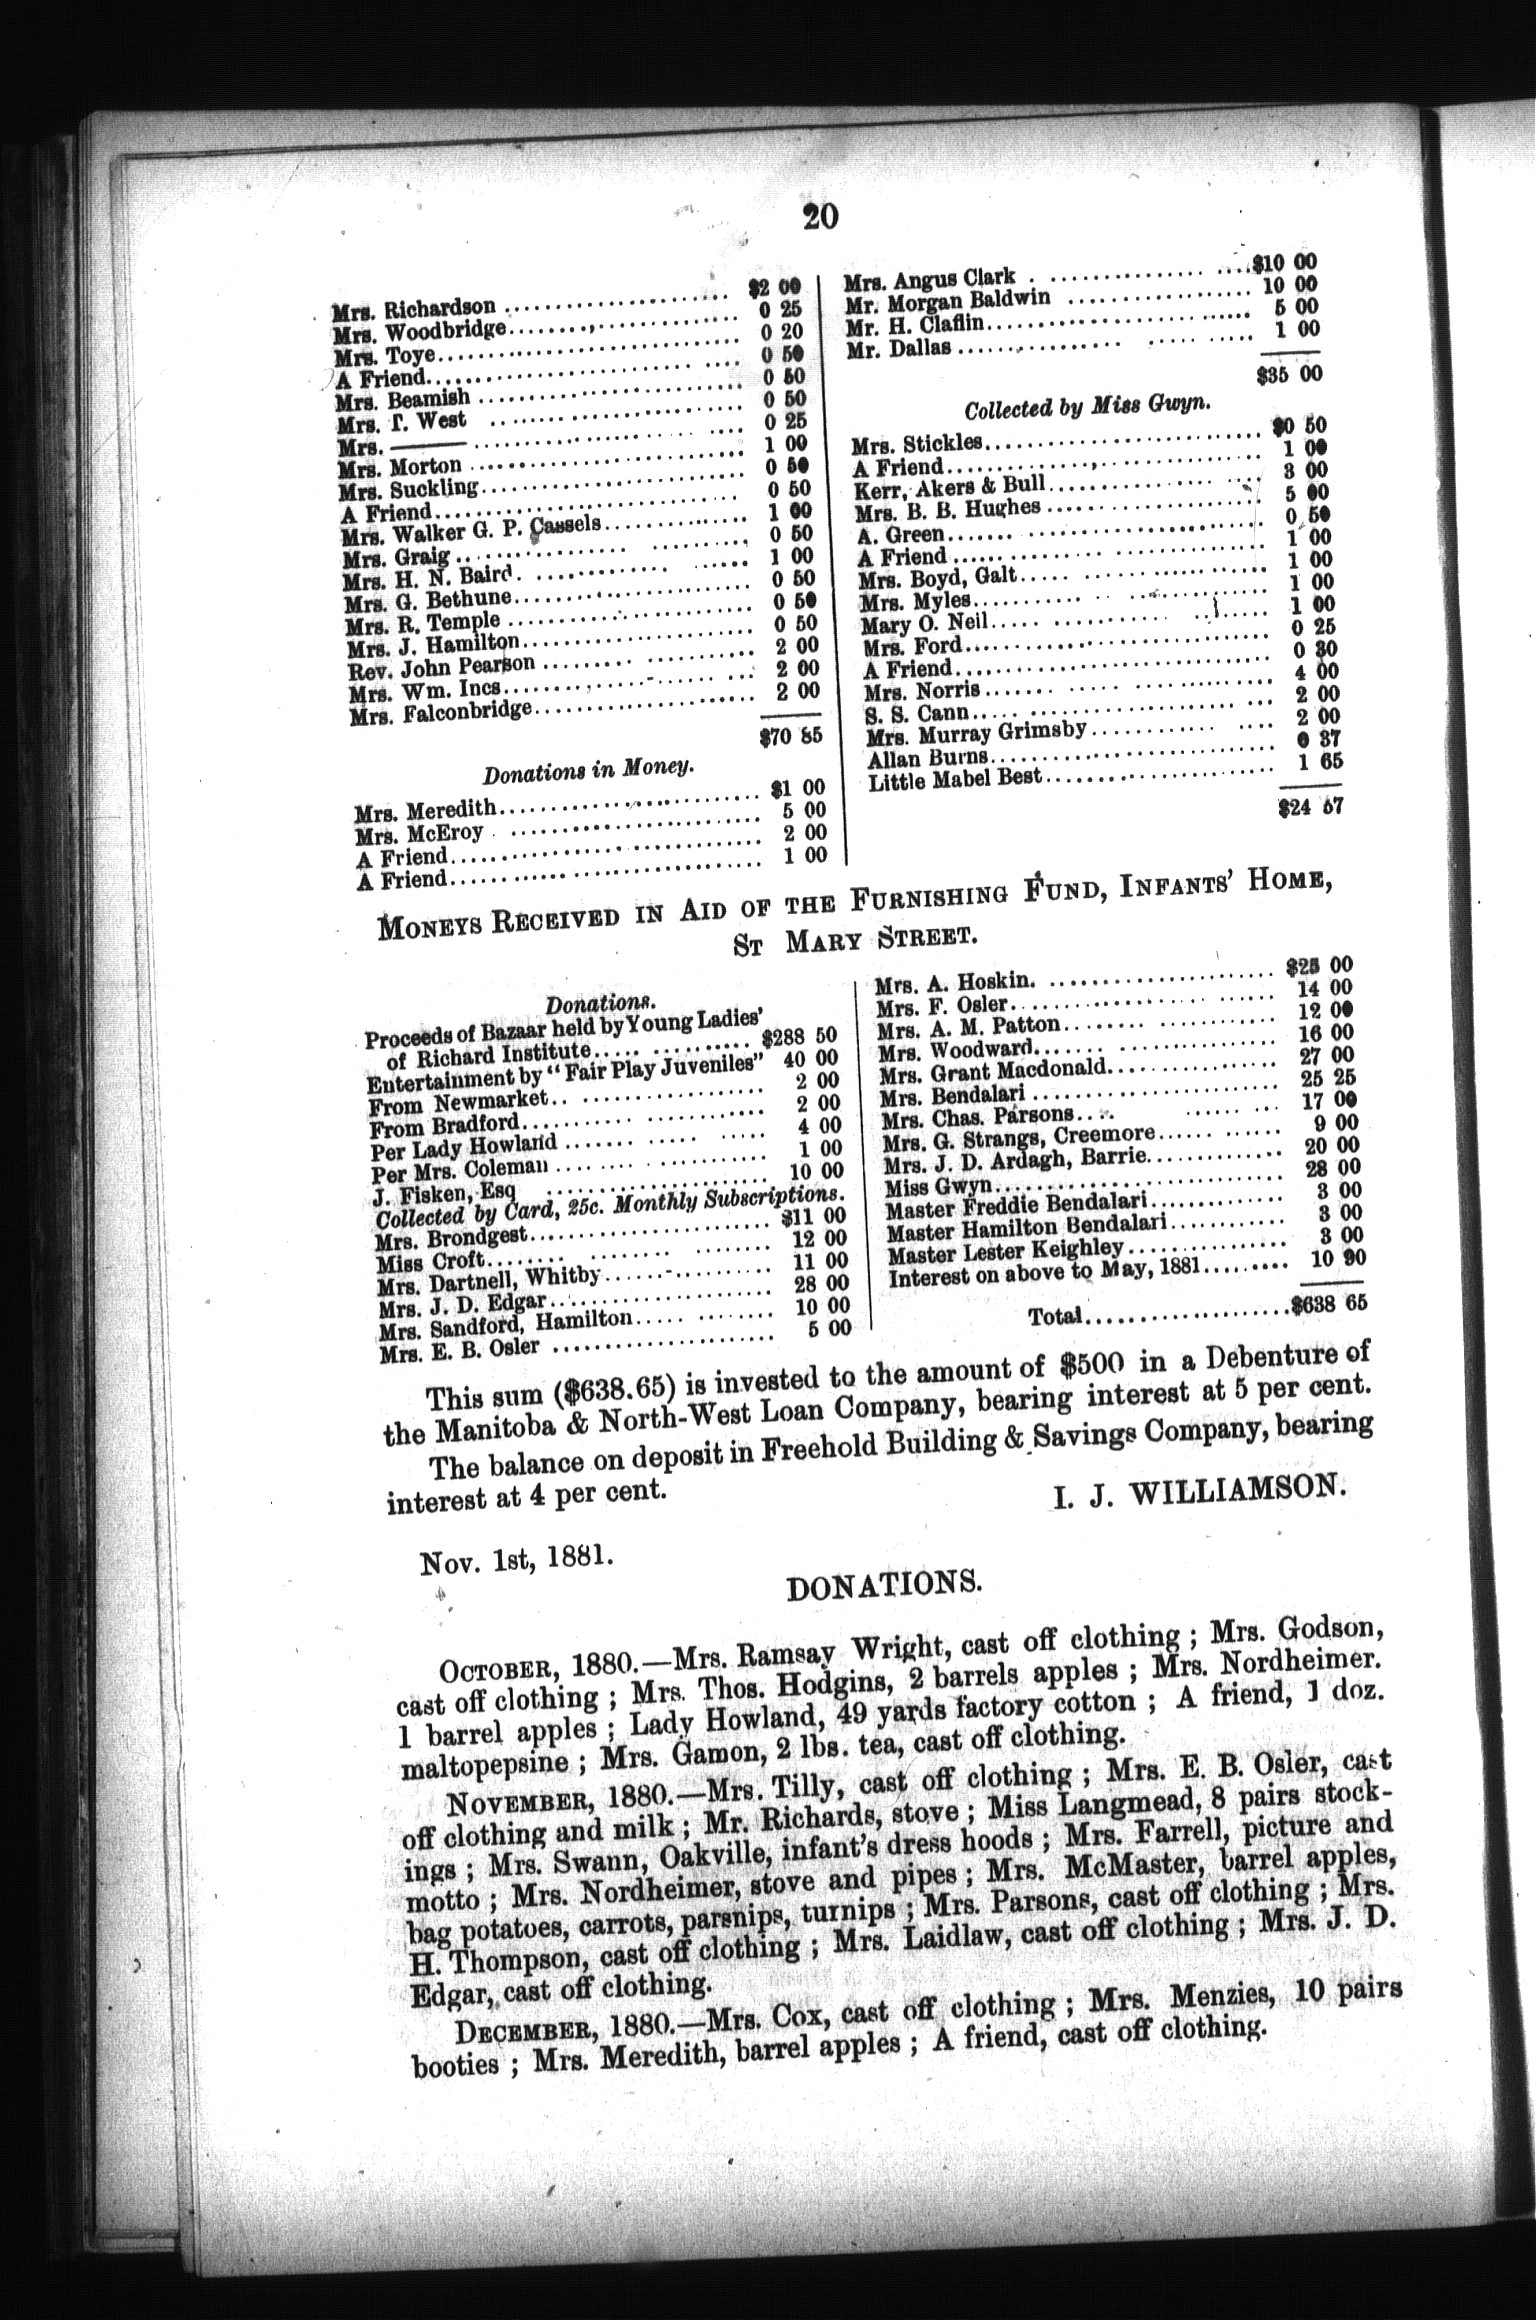 20
Mrs. Richardson $2 00
Mrs. Woodbridge 0 25
Mrs. Toye 0 20
A Friend 0 50
Mrs. Beamish 0 50
Mrs. T. West 0 50
Mrs. ——— 0 25
Mrs. Morton 1 00
Mrs. Suckling 0 50
A Friend 0 50
Mrs. Walker G. P. Cassels 1 00
Mrs. Graig 0 50
Mrs. H. N. Baird 1 00
Mrs. G. Bethune 0 50
Mrs. R. Temple 0 50
Mrs. J. Hamilton 0 50
Rev. John Pearson 2 00
Mrs. Wm. Incs 2 00
Mrs. Falconbridge 2 00
$70 85
Donations in Money.
Mrs. Meredith $1 00
Mrs. McEroy 5 00
A Friend 2 00
A Friend 1 00
Mrs. Angus Clark $10 00
Mr. Morgan Baldwin 10 00
Mr. H. Claflin 5 00
Mr. Dallas 1 00
$35 00
Collected by Miss Gwyn.
Mrs. Stickles $0 50
A Friend 1 00
Kerr, Akers & Bull 3 00
Mrs. B. B. Hughes 5 00
A. Green 0 50
A Friend 1 00
Mrs. Boyd, Galt 1 00
Mrs. Myles 1 00
Mary O. Neil 1 00
Mrs. Ford 0 25
A Friend 0 30
Mrs. Norris 4 00
S. S. Cann 2 00
Mrs. Murray Grimsby 2 00
Allan Burns 0 37
Little Mabel Best 1 65
$24 57
MONEYS RECEIVED IN AID OF THE FURNISHING FUND, INFANTS' HOME,
ST MARY STREET.
Donations.
Proceeds of Bazaar held by Young Ladies'
of Richard Institute $288 50
Entertainment by "Fair Play Juveniles" 40 00
From Newmarket 2 00
From Bradford 2 00
Per Lady Howland 4 00
Per Mrs. Coleman 1 00
J. Fisken, Esq 10 00
Collected by Card, 25c. Monthly Subscriptions.
Mrs. Brondgest $11 00
Miss Croft 12 00
Mrs. Dartnell, Whitby 11 00
Mrs. J. D. Edgar 28 00
Mrs. Sandford, Hamilton 10 00
Mrs. E. B. Osler 5 00
Mrs. A. Hoskin. $25 00
Mrs. F. Osler 14 00
Mrs. A. M. Patton 12 00
Mrs. Woodward 16 00
Mrs. Grant Macdonald 27 00
Mrs. Bendalari 25 25
Mrs. Chas. Parsons 17 00
Mrs. G. Strangs, Creemore 9 00
Mrs. J. D. Ardagh, Barrie 20 00
Miss Gwyn 28 00
Master Freddie Bendalari 3 00
Master Hamilton Bendalari 3 00
Master Lester Keighley 3 00
Interest on above to May, 1881 10 90
Total $638 65
This sum ($638.65) is invested to the amount of $500 in a Debenture of
the Manitoba & North-West Loan Company, bearing interest at 5 per cent.
The balance on deposit in Freehold Building & Savings Company, bearing
interest at 4 per cent.
I. J. WILLIAMSON.
Nov. 1st, 1881.
DONATIONS.
OCTOBER, 1880.—Mrs. Ramsay Wright, cast off clothing ; Mrs. Godson,
cast off clothing ; Mrs. Thos. Hodgins, 2 barrels apples ; Mrs. Nordheimer.
1 barrel apples ; Lady Howland, 49 yards factory cotton ; A friend, 1 doz.
maltopepsine ; Mrs. Gamon, 2 lbs. tea, cast off clothing.
NOVEMBER, 1880.—Mrs. Tilly, cast off clothing ; Mrs. E. B. Osler, cast
off clothing and milk ; Mr. Richards, stove ; Miss Langmead, 8 pairs stock-
ings ; Mrs. Swann, Oakville, infant's dress hoods ; Mrs. Farrell, picture and
motto ; Mrs. Nordheimer, stove and pipes ; Mrs. McMaster, barrel apples,
bag potatoes, carrots, parsnips, turnips ; Mrs. Parsons, cast off clothing ; Mrs.
H. Thompson, cast off clothing ; Mrs. Laidlaw, cast off clothing ; Mrs. J. D.
Edgar, cast off clothing.
DECEMBER, 1880.—Mrs. Cox, cast off clothing ; Mrs. Menzies, 10 pairs
booties ; Mrs. Meredith, barrel apples ; A friend, cast off clothing.